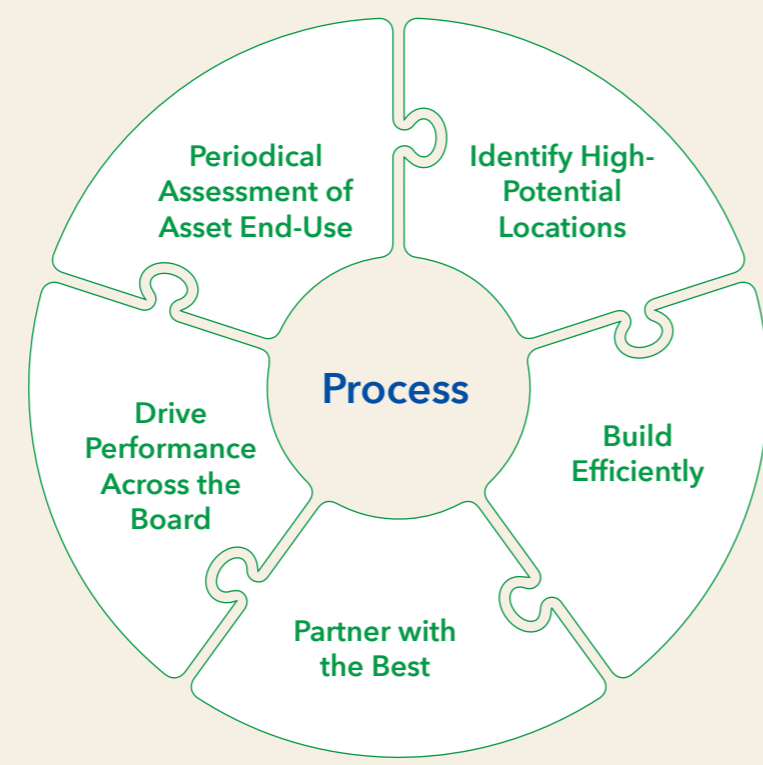 Periodical
Assessment of
Asset End-Use
Identify High-
Potential
Locations
Process
Drive
Performance
Across the
Board
Build
Efficiently
Partner with
the Best